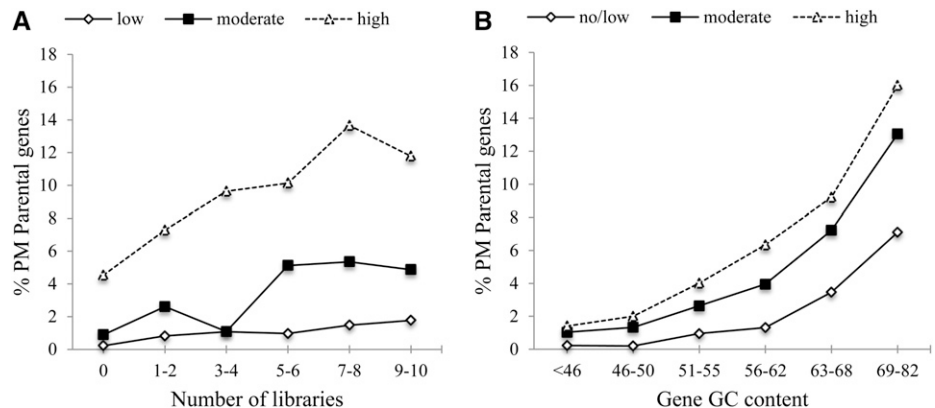 A
low moderate high
% PM Parental genes
18
16
14
12
10
8
6
4
2
0
0 1-2 3-4 5-6 7-8 9-10
Number of libraries
B
no/low moderate high
% PM Parental genes
18
16
14
12
10
8
6
4
2
0
<46 46-50 51-55 56-62 63-68 69-82
Gene GC content